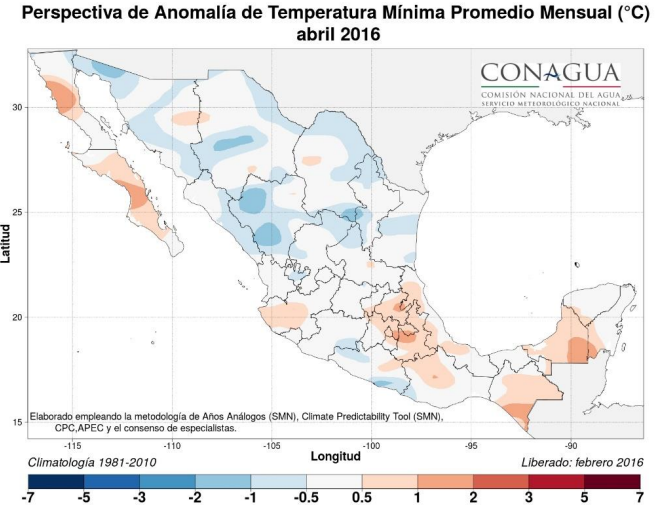 Perspectiva de Anomalía de Temperatura Mínima Promedio Mensual (°C)
abril 2016
CONAGUA
COMISIÓN NACIONAL DEL AGUA
SERVICIO METEOROLÓGICO NACIONAL
Latitud
30
25
20
15
Elaborado empleando la metodología de Años Análogos (SMN), Climate Predictability Tool (SMN),
CPC,APEC y el consenso de especialistas.
-115 -110 -105 -100 -95 -90
Longitud
Climatología 1981-2010 Liberado: febrero 2016
-7 -5 -3 -2 -1 -0.5 0.5 1 2 3 5 7